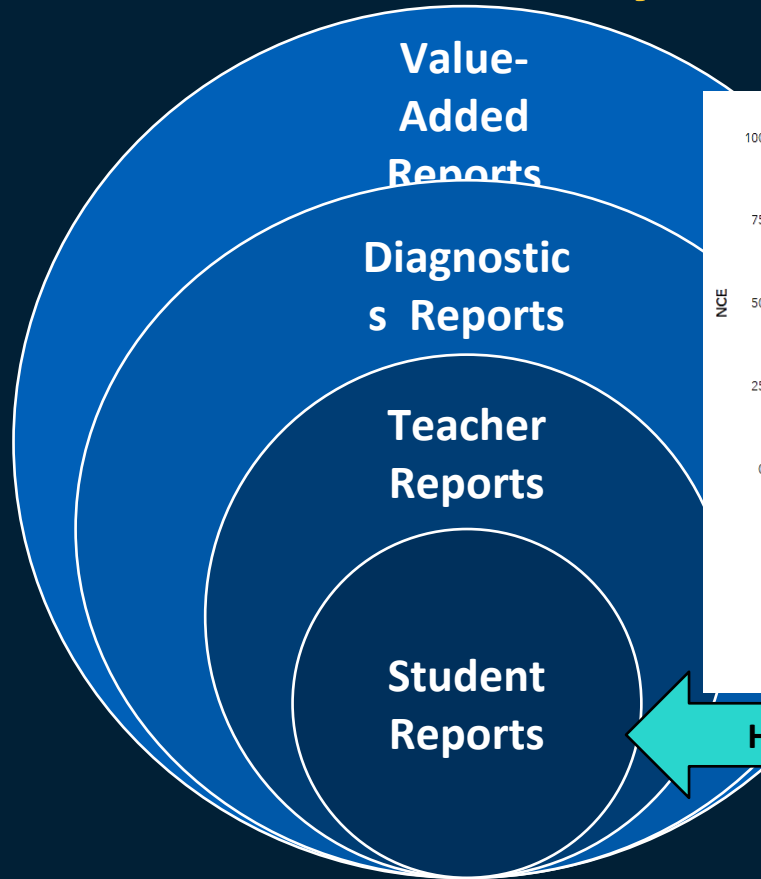 Value-
Added
Reports
Diagnostic
s Reports
Teacher
Reports
Student
Reports
NCE